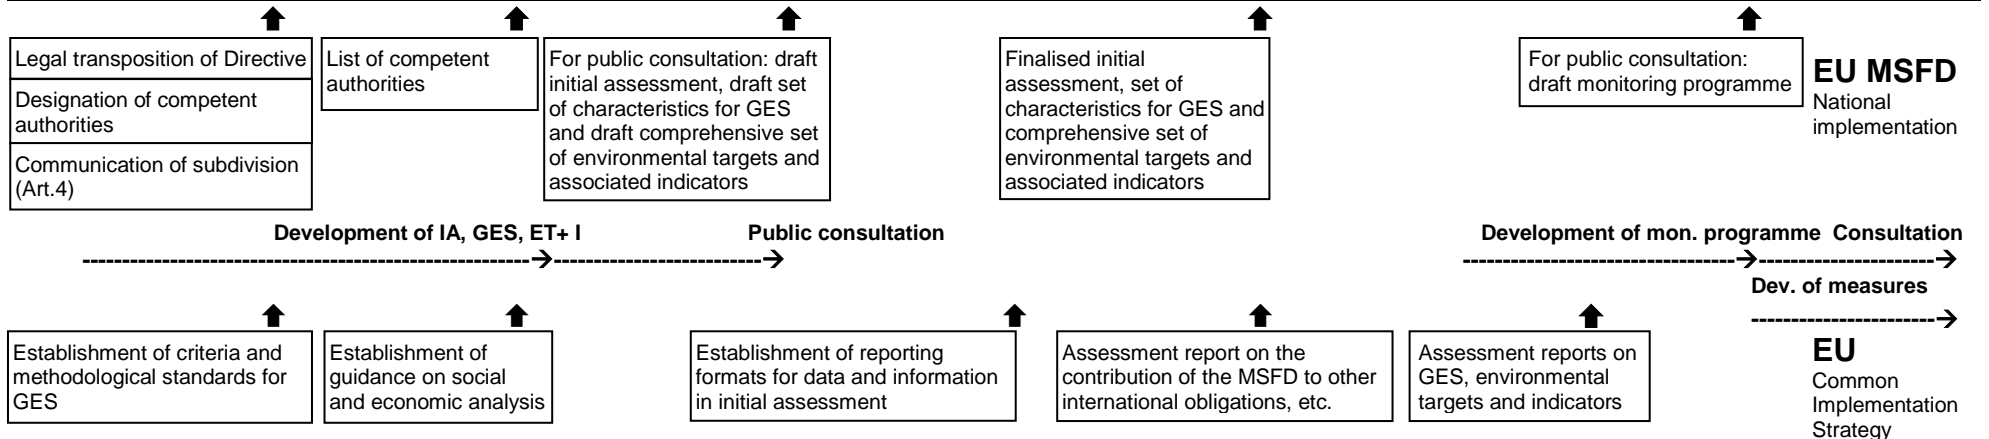 Legal transposition of Directive
Designation of competent
authorities
Communication of subdivision
(Art.4)
List of competent
authorities
For public consultation: draft
initial assessment, draft set
of characteristics for GES
and draft comprehensive set
of environmental targets and
associated indicators
Finalised initial
assessment, set of
characteristics for GES and
comprehensive set of
environmental targets and
associated indicators
For public consultation:
draft monitoring programme
EU MSFD
National
implementation
Development of IA, GES, ET+ I
Public consultation
Development of mon. programme
Consultation
Dev. of measures
Establishment of criteria and
methodological standards for
GES
Establishment of
guidance on social
and economic analysis
Establishment of reporting
formats for data and information
in initial assessment
Assessment report on the
contribution of the MSFD to other
international obligations, etc.
Assessment reports on
GES, environmental
targets and indicators
EU
Common
Implementation
Strategy